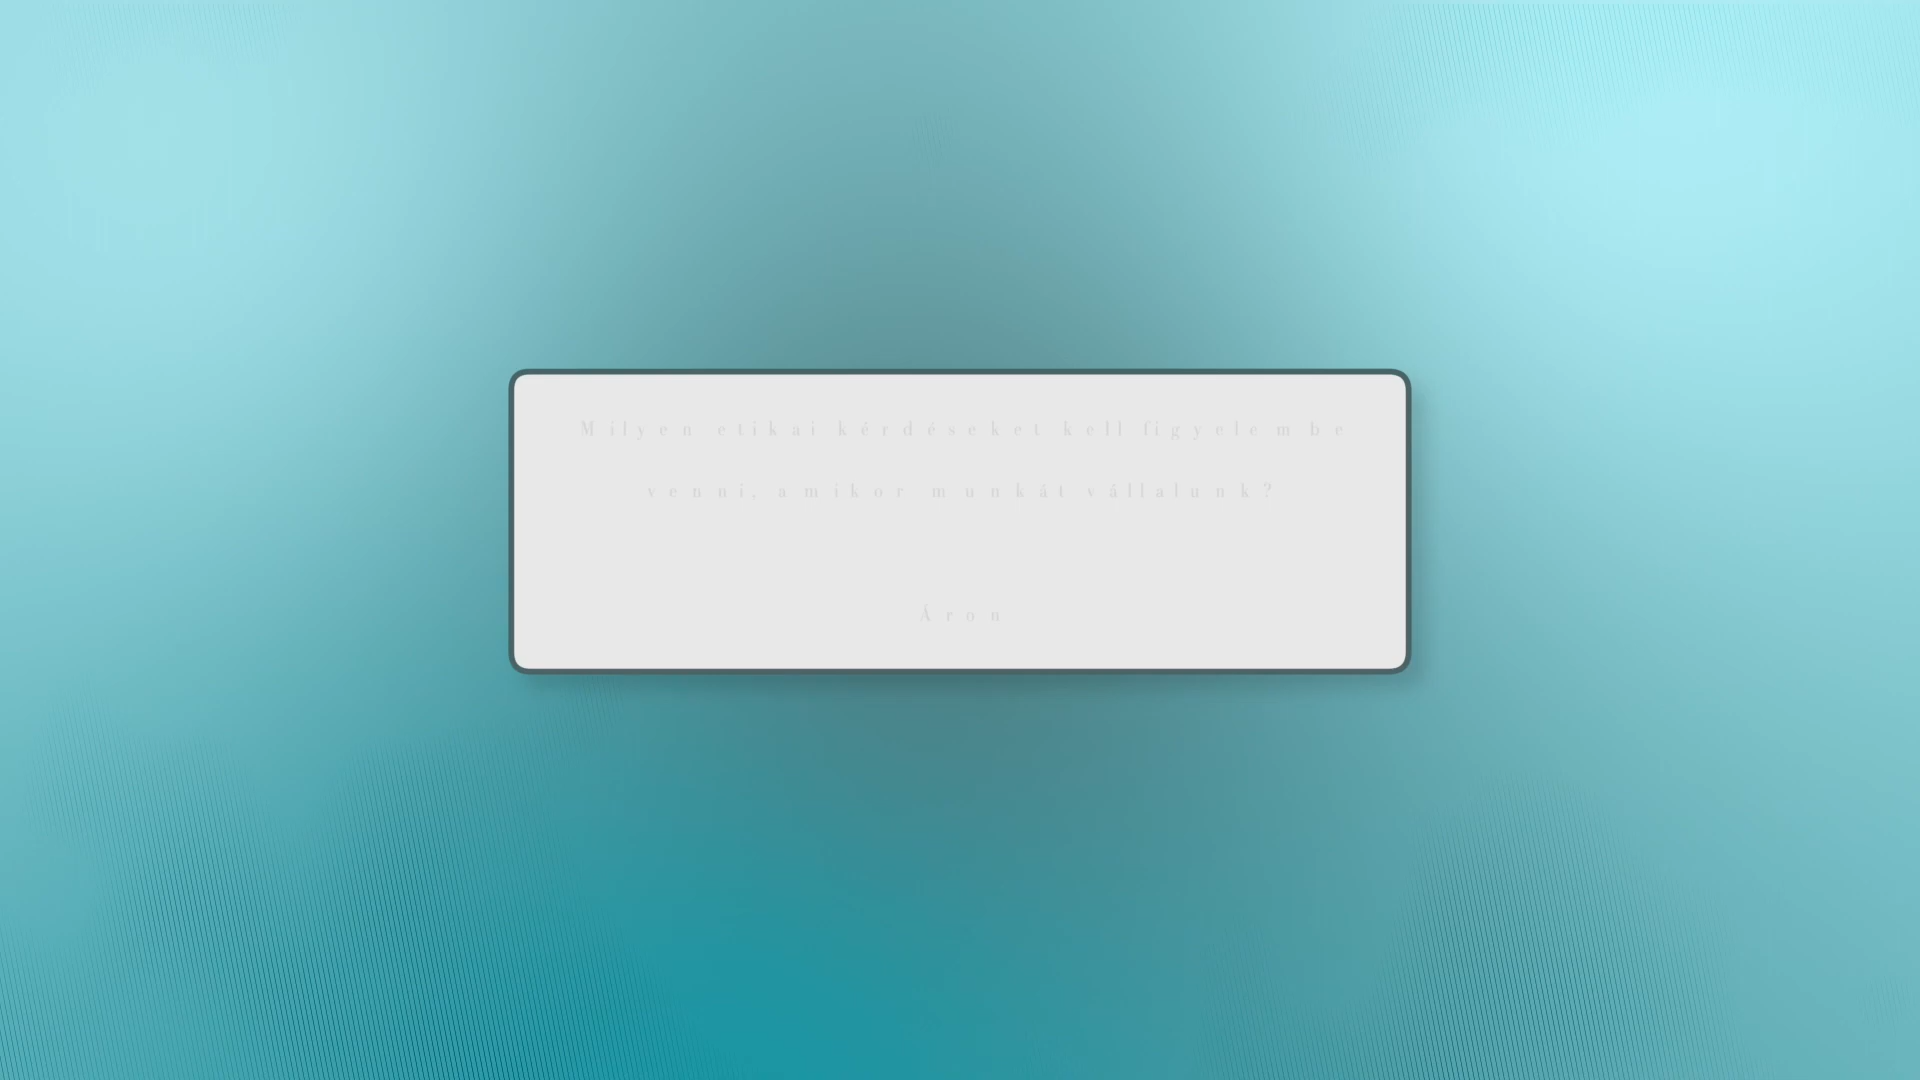 Milyen etikai kérdéseket kell figyelembe
venni, amikor munkát vállalunk?
Áron